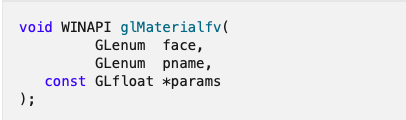 void WINAPI glMaterialfv(
         GLenum  face,
         GLenum  pname,
   const GLfloat *params
);